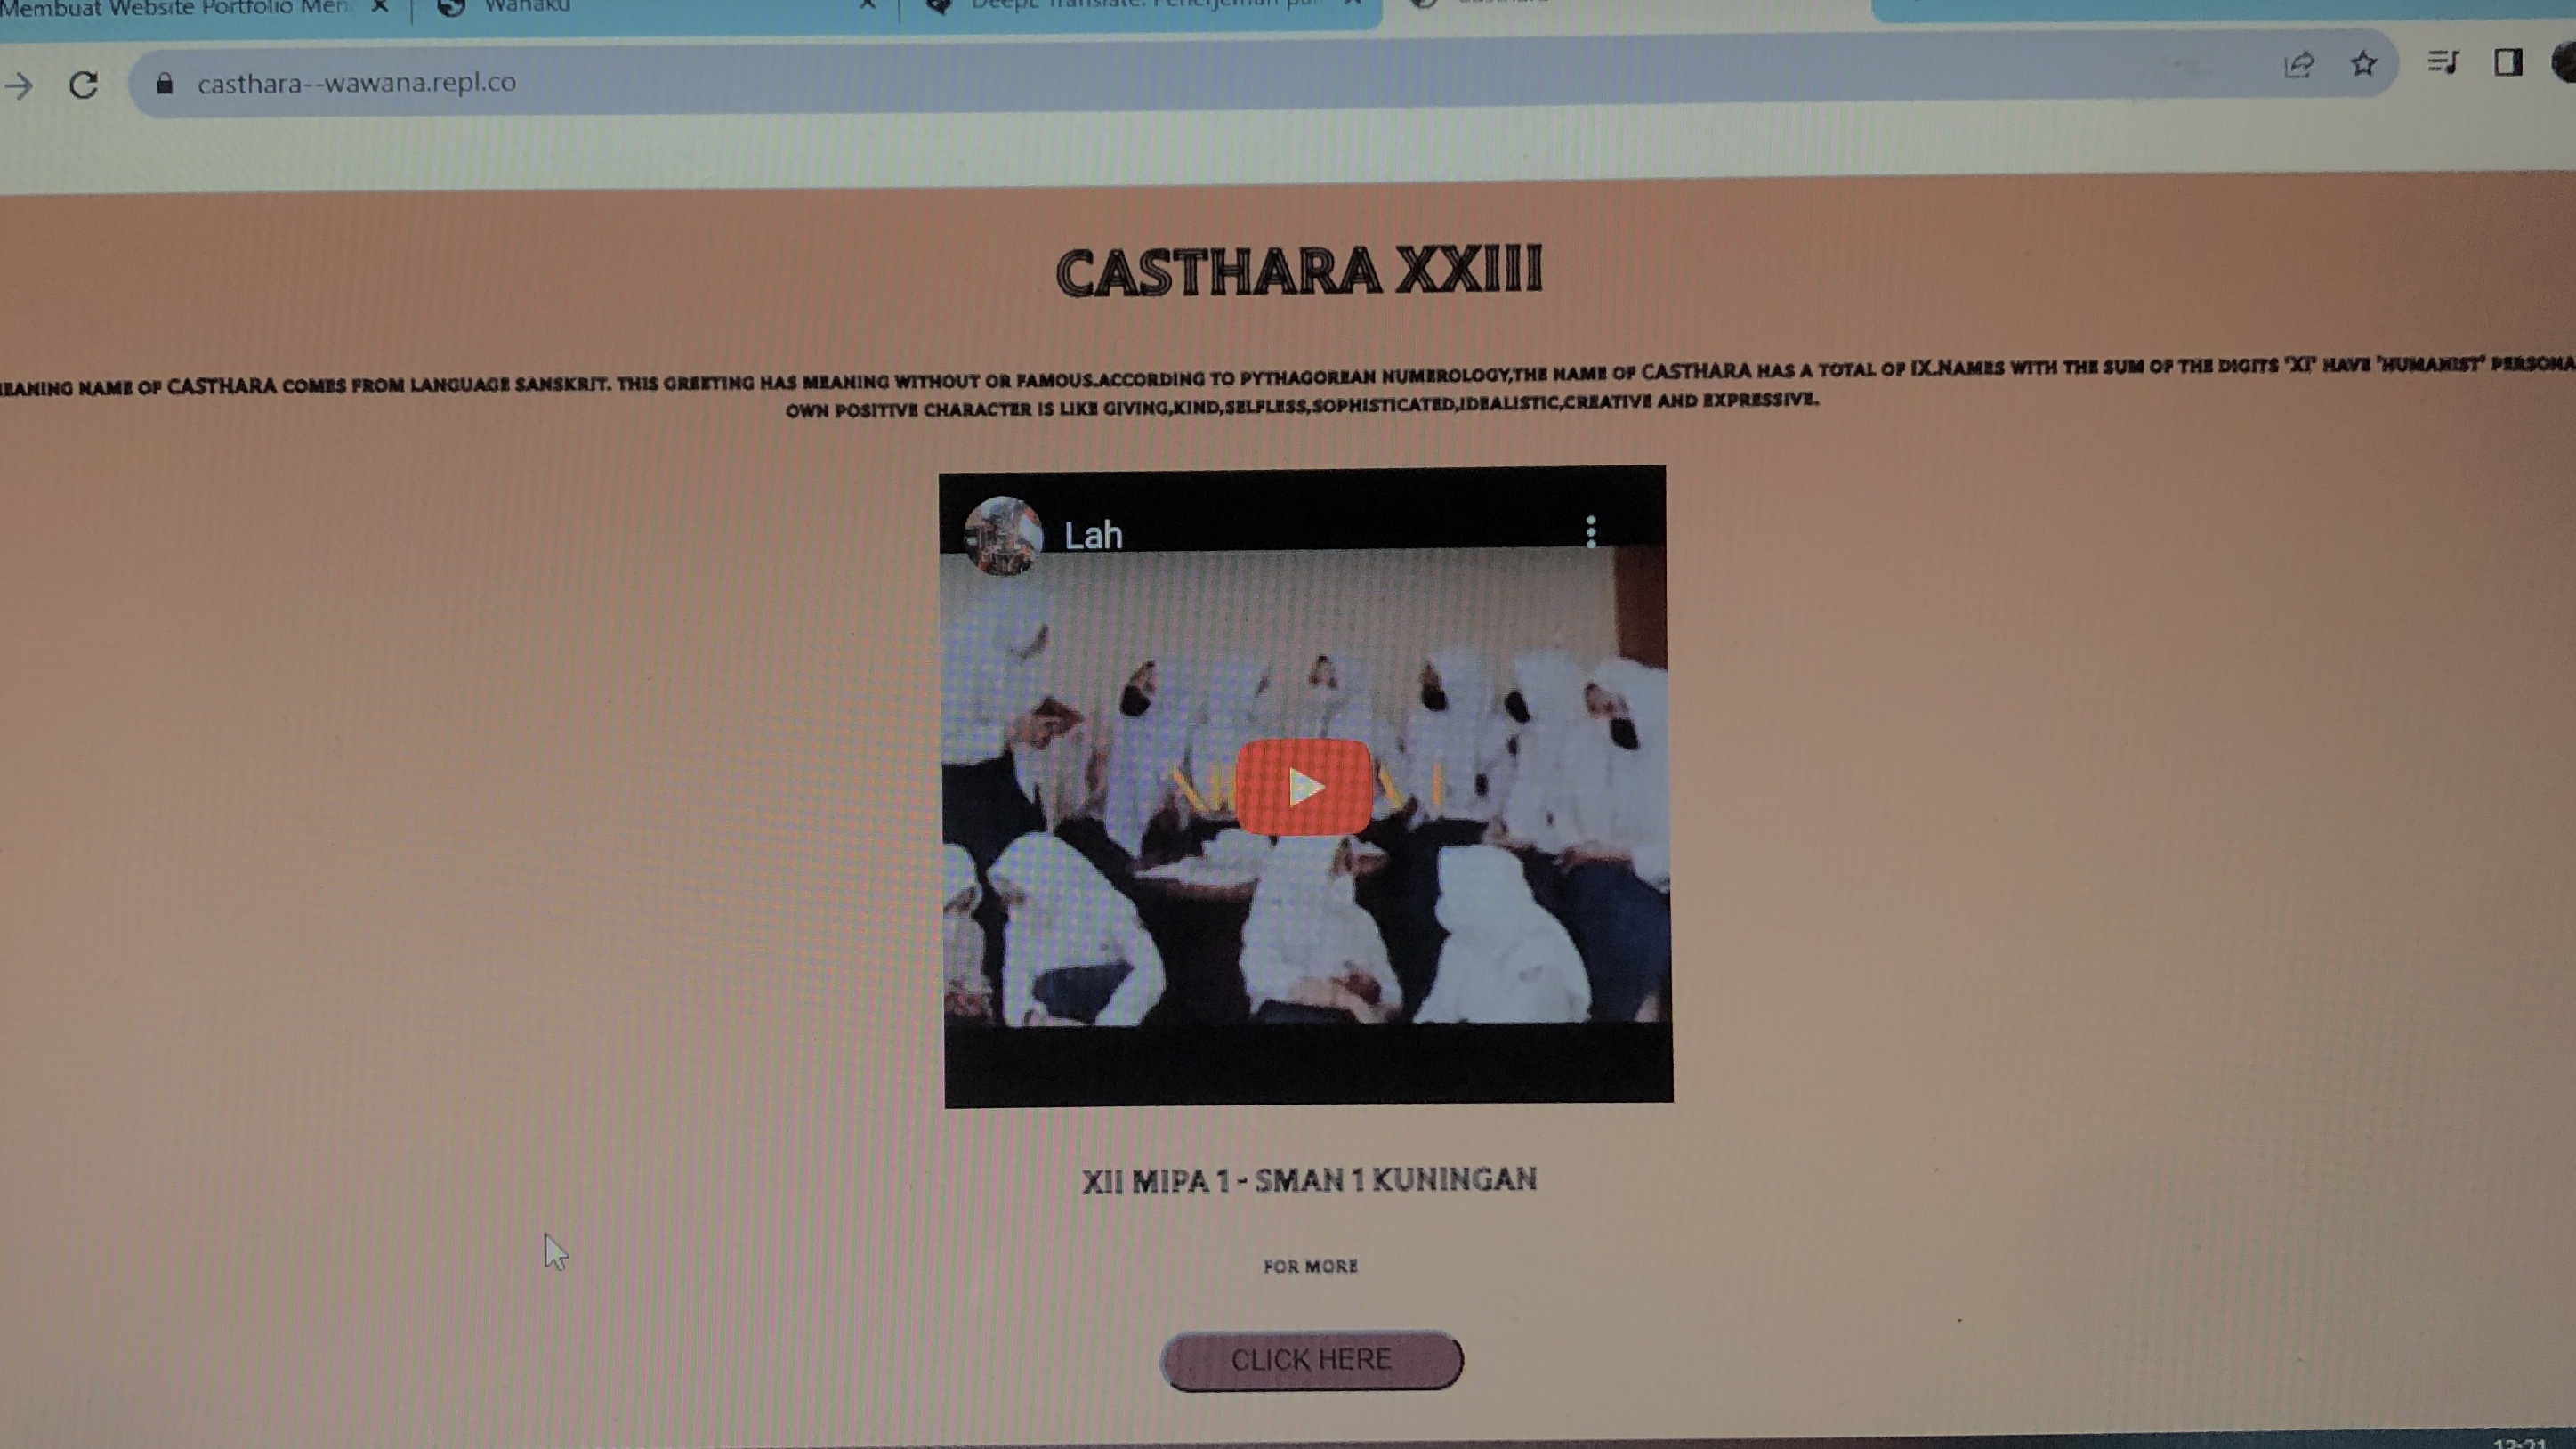 Membuat Website Portfolio Men
Wanaku
DeepL Translate: Penerjemah
Casthara
casthara--wawana.repl.co
CASTHARA XXIII
EANING NAME OF CASTHARA COMES FROM LANGUAGE SANSKRIT. THIS GREETING HAS MEANING WITHOUT OR FAMOUS.ACCORDING TO PYTHAGOREAN NUMEROLOGY,THE NAME OF CASTHARA HAS A TOTAL OF IX.NAMES WITH THE SUM OF THE DIGITS 'XI' HAVE 'HUMANIST' PERSONA
OWN POSITIVE CHARACTER IS LIKE GIVING,KIND,SELFLESS,SOPHISTICATED,IDEALISTIC,CREATIVE AND EXPRESSIVE.
Lah
XII MIPA 1 - SMAN 1 KUNINGAN
FOR MORE
CLICK HERE